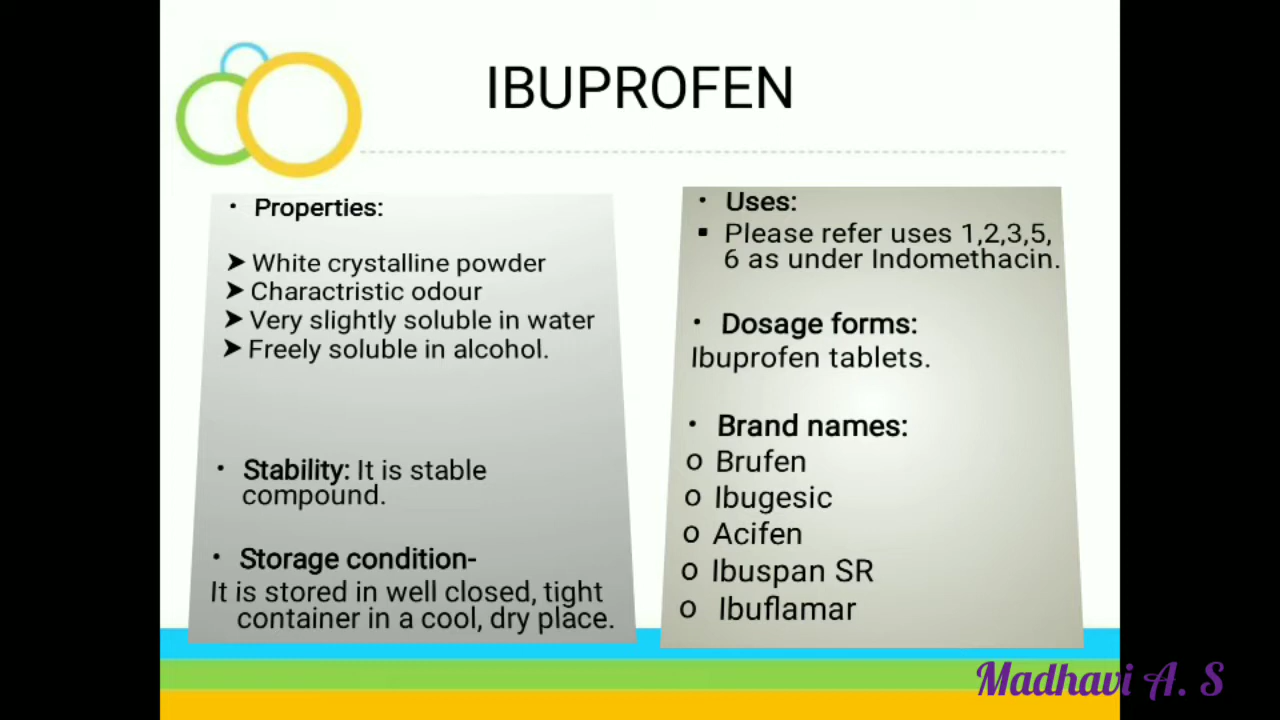 IBUPROFEN
• Properties:
➤ White crystalline powder
➤ Charactristic odour
➤ Very slightly soluble in water
➤ Freely soluble in alcohol.
• Stability: It is stable
compound.
• Storage condition-
It is stored in well closed, tight
container in a cool, dry place.
• Uses:
▪ Please refer uses 1,2,3,5,
6 as under Indomethacin.
• Dosage forms:
Ibuprofen tablets.
• Brand names:
o Brufen
o Ibugesic
o Acifen
o Ibuspan SR
o Ibuflamar
Madhavi A. S